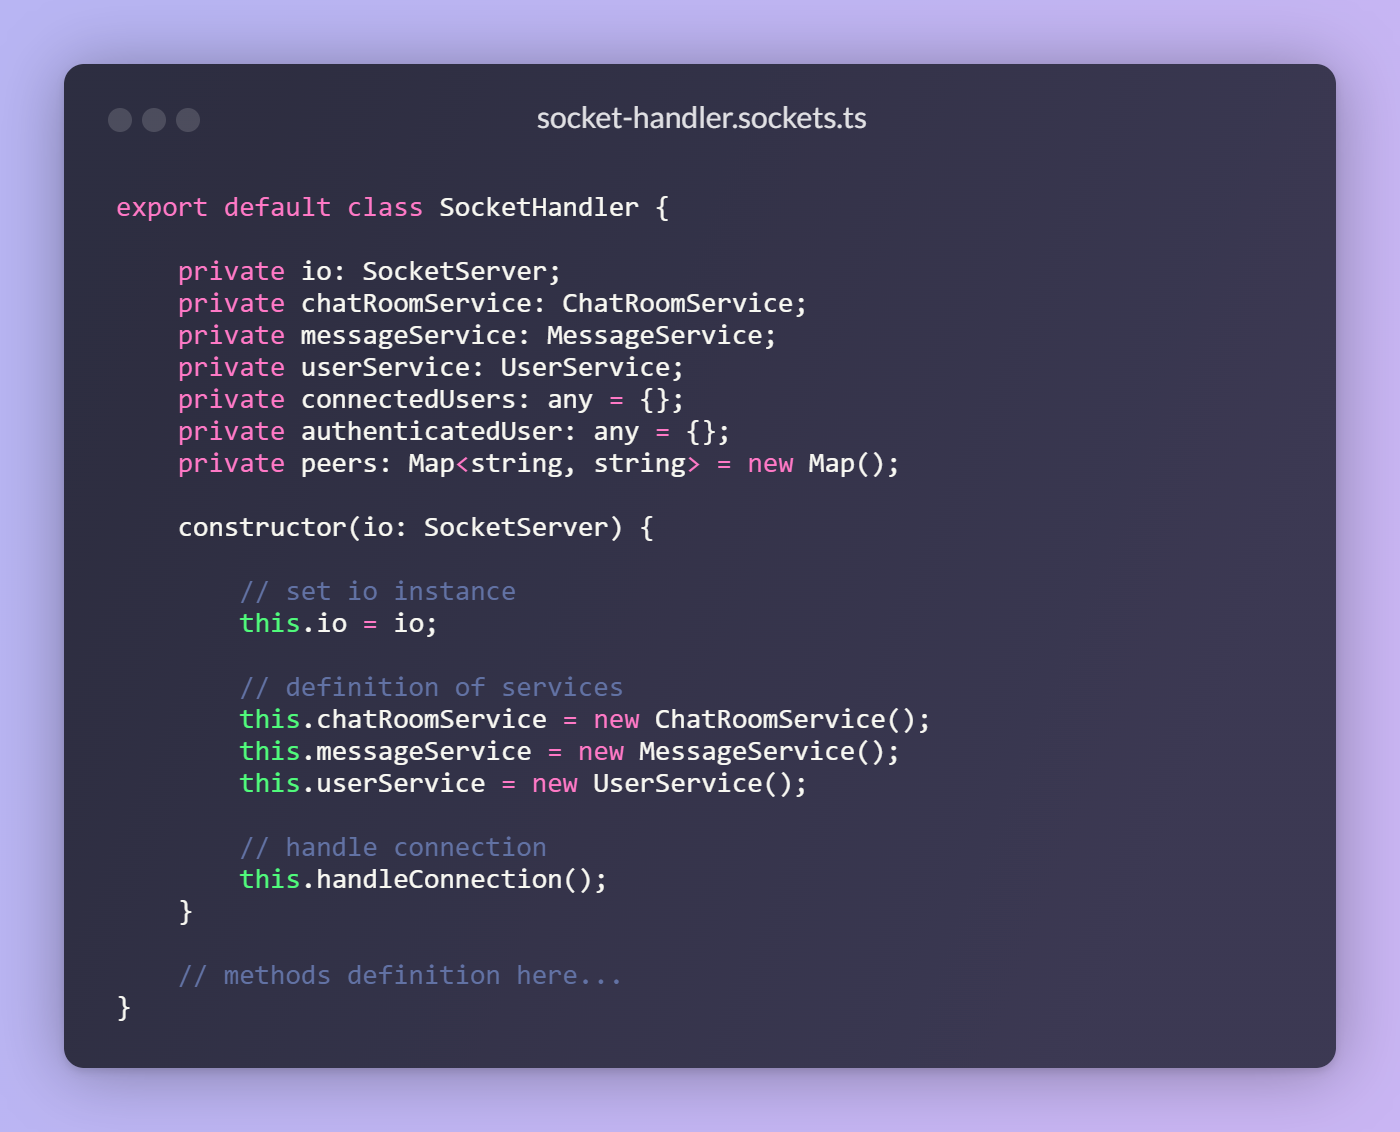 socket-handler.sockets.ts
export default class SocketHandler {
private io: SocketServer;
private chatRoomService: ChatRoomService;
private messageService: MessageService;
private userService: UserService;
private connectedUsers: any = {};
private authenticatedUser: any = {};
private peers: Map<string, string> = new Map();
constructor(io: SocketServer) {
// set io instance
this.io = io;
// definition of services
this.chatRoomService = new ChatRoomService();
this.messageService = new MessageService();
this.userService = new UserService();
// handle connection
this.handleConnection();
}
// methods definition here...
}